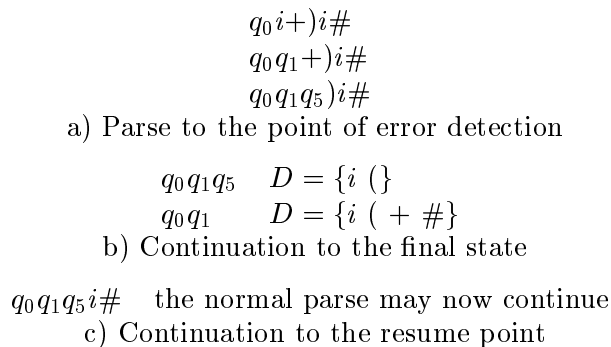 q₀i+)i#
q₀q₁+)i#
q₀q₁q₅)i#
a) Parse to the point of error detection
q₀q₁q₅ D = {i (}
q₀q₁ D = {i ( + #}
b) Continuation to the final state
q₀q₁q₅i# the normal parse may now continue
c) Continuation to the resume point